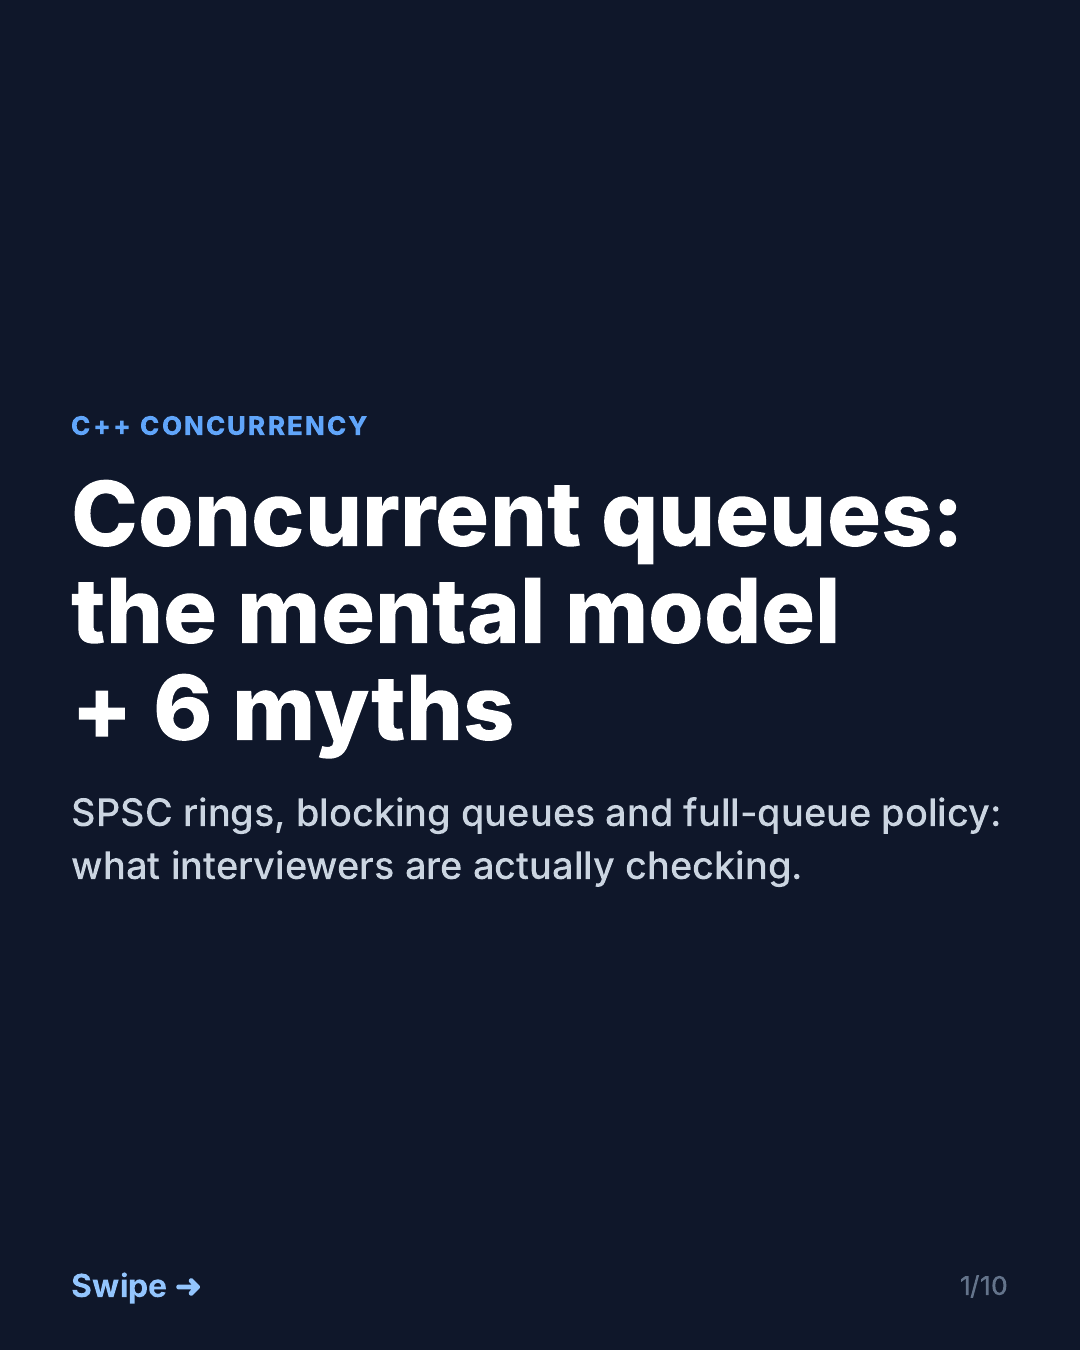 C++ CONCURRENCY
Concurrent queues:
the mental model
+ 6 myths
SPSC rings, blocking queues and full-queue policy:
what interviewers are actually checking.
Swipe ➜
1/10